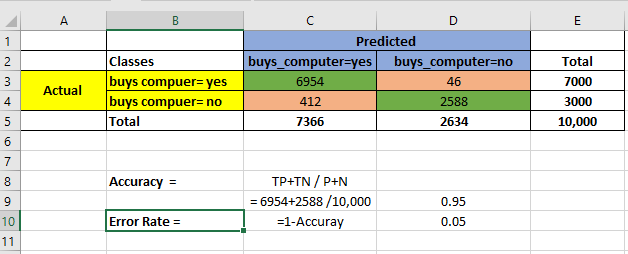 A B C D E
1 Predicted
2 Classes buys_computer=yes buys_computer=no Total
3 Actual buys compuer= yes 6954 46 7000
4 buys compuer= no 412 2588 3000
5 Total 7366 2634 10,000
6
7
8 Accuracy = TP+TN / P+N
9 = 6954+2588 /10,000 0.95
10 Error Rate = =1-Accuray 0.05
11